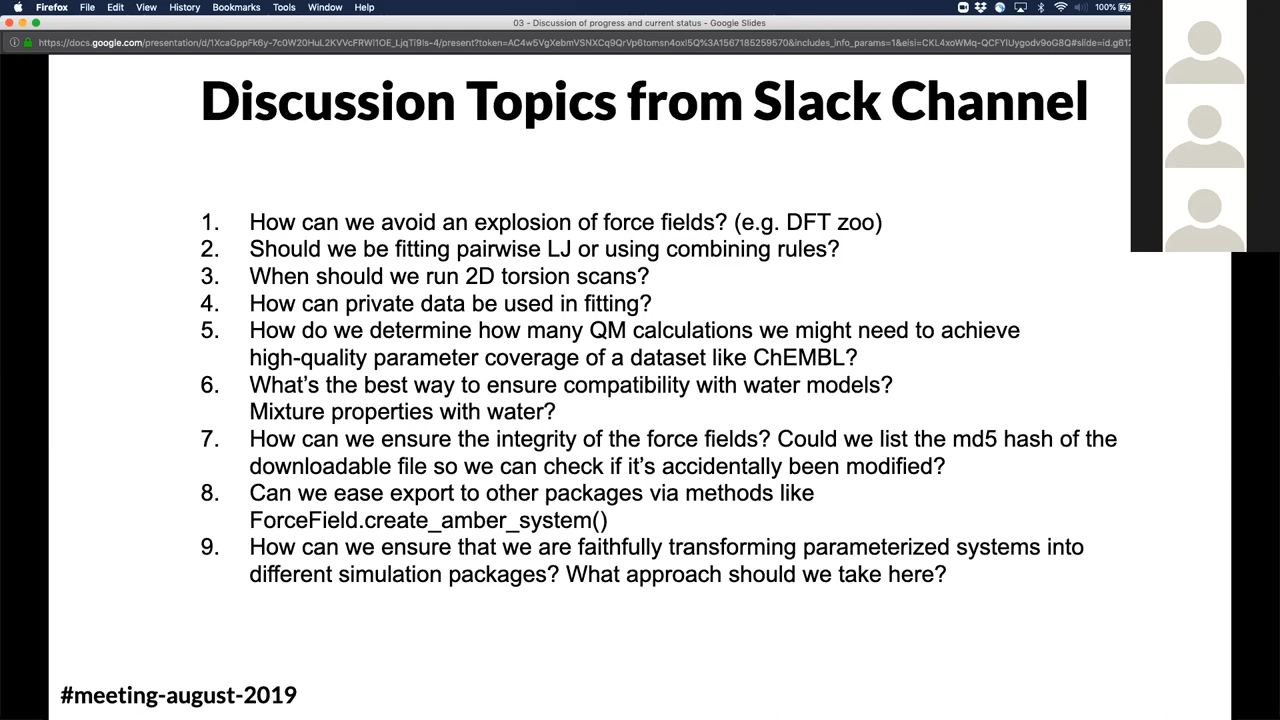 Firefox File Edit View History Bookmarks Tools Window Help 100%
03 - Discussion of progress and current status - Google Slides
Discussion Topics from Slack Channel
1. How can we avoid an explosion of force fields? (e.g. DFT zoo)
2. Should we be fitting pairwise LJ or using combining rules?
3. When should we run 2D torsion scans?
4. How can private data be used in fitting?
5. How do we determine how many QM calculations we might need to achieve
high-quality parameter coverage of a dataset like ChEMBL?
6. What's the best way to ensure compatibility with water models?
Mixture properties with water?
7. How can we ensure the integrity of the force fields? Could we list the md5 hash of the
downloadable file so we can check if it's accidentally been modified?
8. Can we ease export to other packages via methods like
ForceField.create_amber_system()
9. How can we ensure that we are faithfully transforming parameterized systems into
different simulation packages? What approach should we take here?
#meeting-august-2019